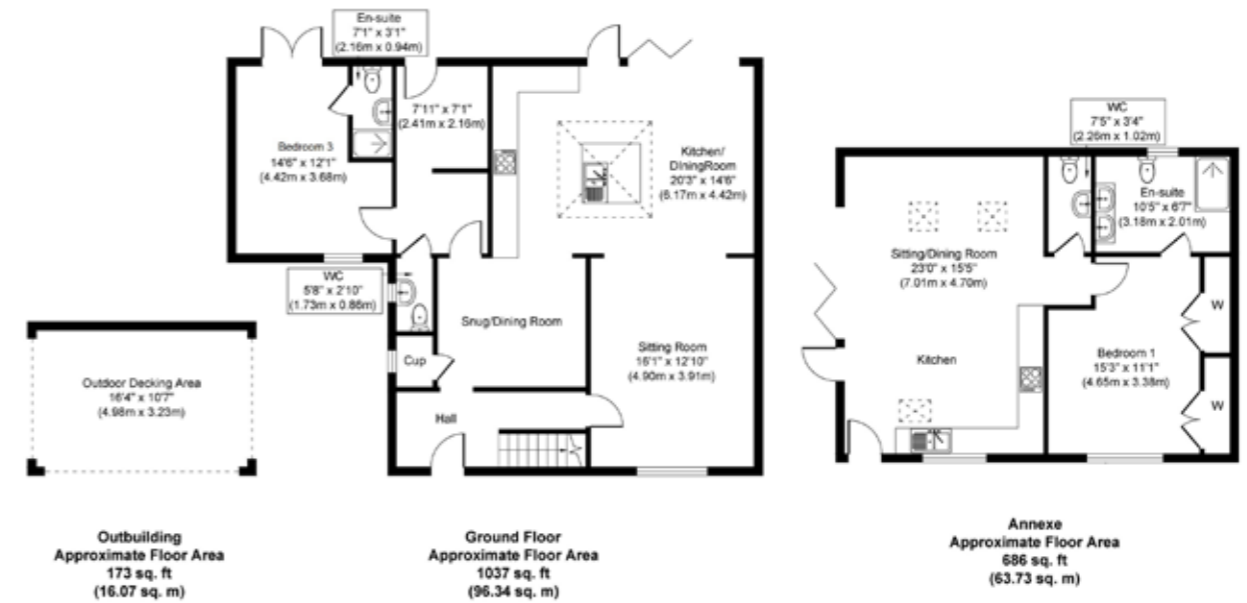 En-suite
7'1" x 3'1"
(2.16m x 0.94m)
7'11" x 7'1"
(2.41m x 2.16m)
Bedroom 3
14'6" x 12'1"
(4.42m x 3.68m)
Kitchen/
DiningRoom
20'3" x 14'6"
(6.17m x 4.42m)
WC
5'8" x 2'10"
(1.73m x 0.86m)
Snug/Dining Room
Sitting Room
16'1" x 12'10"
(4.90m x 3.91m)
Cup
Hall
Outdoor Decking Area
16'4" x 10'7"
(4.98m x 3.23m)
WC
7'5" x 3'4"
(2.26m x 1.02m)
En-suite
10'5" x 6'7"
(3.18m x 2.01m)
Sitting/Dining Room
23'0" x 15'5"
(7.01m x 4.70m)
W
Kitchen
Bedroom 1
15'3" x 11'1"
(4.65m x 3.38m)
W
Outbuilding
Approximate Floor Area
173 sq. ft
(16.07 sq. m)
Ground Floor
Approximate Floor Area
1037 sq. ft
(96.34 sq. m)
Annexe
Approximate Floor Area
686 sq. ft
(63.73 sq. m)